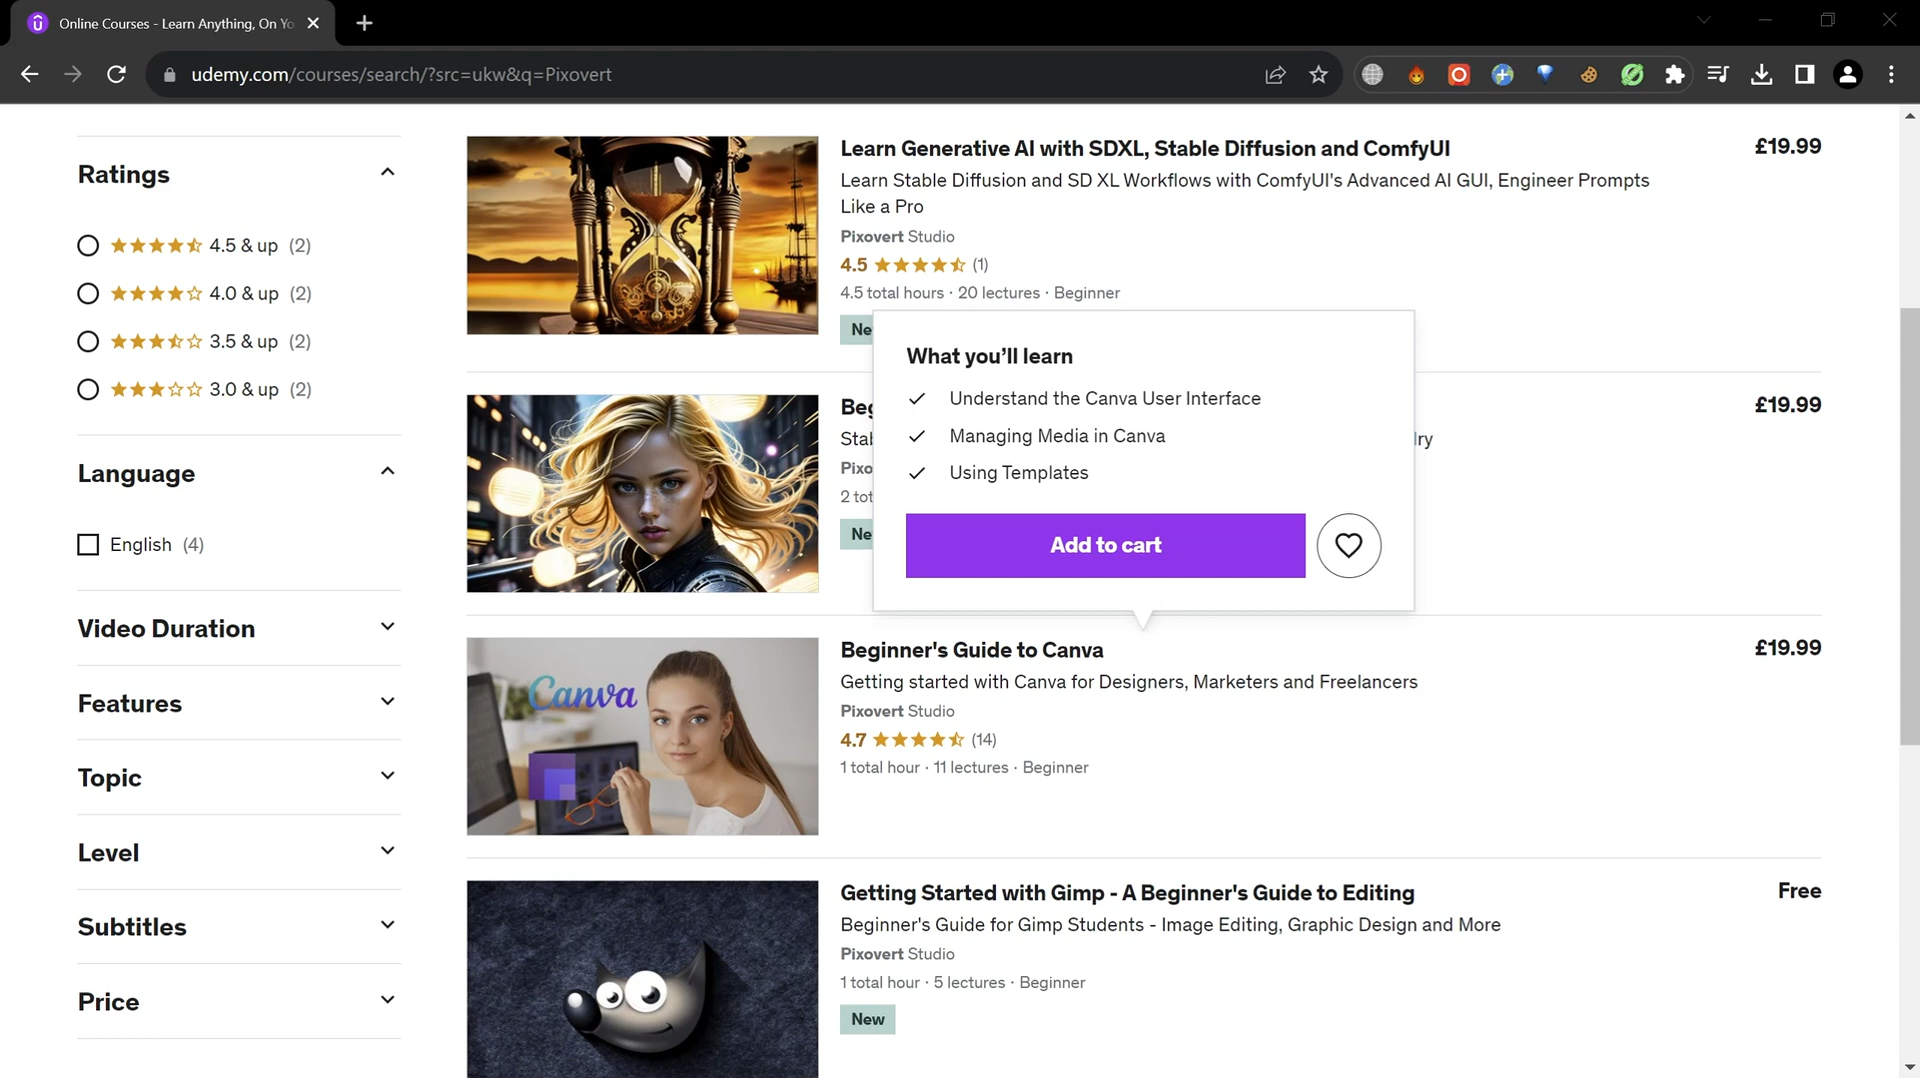 Online Courses - Learn Anything, On Yo
udemy.com/courses/search/?src=ukw&q=Pixovert
Ratings
4.5 & up (2)
4.0 & up (2)
3.5 & up (2)
3.0 & up (2)
Language
English (4)
Video Duration
Features
Topic
Level
Subtitles
Price
Learn Generative AI with SDXL, Stable Diffusion and ComfyUI
£19.99
Learn Stable Diffusion and SD XL Workflows with ComfyUI's Advanced AI GUI, Engineer Prompts
Like a Pro
Pixovert Studio
4.5 (1)
4.5 total hours · 20 lectures · Beginner
Ne
What you’ll learn
Understand the Canva User Interface
Managing Media in Canva
Using Templates
Add to cart
Beg
£19.99
Stab
ry
Pixo
2 tot
Ne
Canva
Beginner's Guide to Canva
£19.99
Getting started with Canva for Designers, Marketers and Freelancers
Pixovert Studio
4.7 (14)
1 total hour · 11 lectures · Beginner
Getting Started with Gimp - A Beginner's Guide to Editing
Free
Beginner's Guide for Gimp Students - Image Editing, Graphic Design and More
Pixovert Studio
1 total hour · 5 lectures · Beginner
New